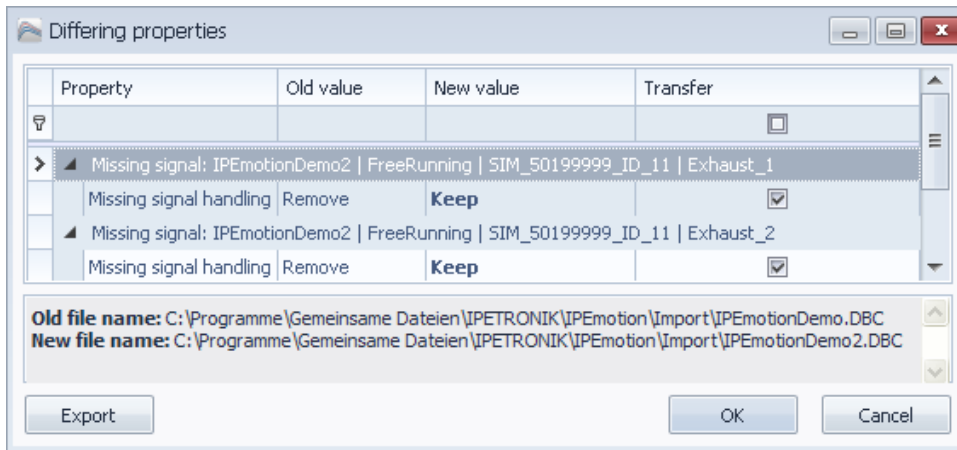 Differing properties
Property Old value New value Transfer
Missing signal: IPEmotionDemo2 | FreeRunning | SIM_50199999_ID_11 | Exhaust_1
Missing signal handling Remove Keep
Missing signal: IPEmotionDemo2 | FreeRunning | SIM_50199999_ID_11 | Exhaust_2
Missing signal handling Remove Keep
Old file name: C:\Programme\Gemeinsame Dateien\IPETRONIK\IPEmotion\Import\IPEmotionDemo.DBC
New file name: C:\Programme\Gemeinsame Dateien\IPETRONIK\IPEmotion\Import\IPEmotionDemo2.DBC
Export OK Cancel